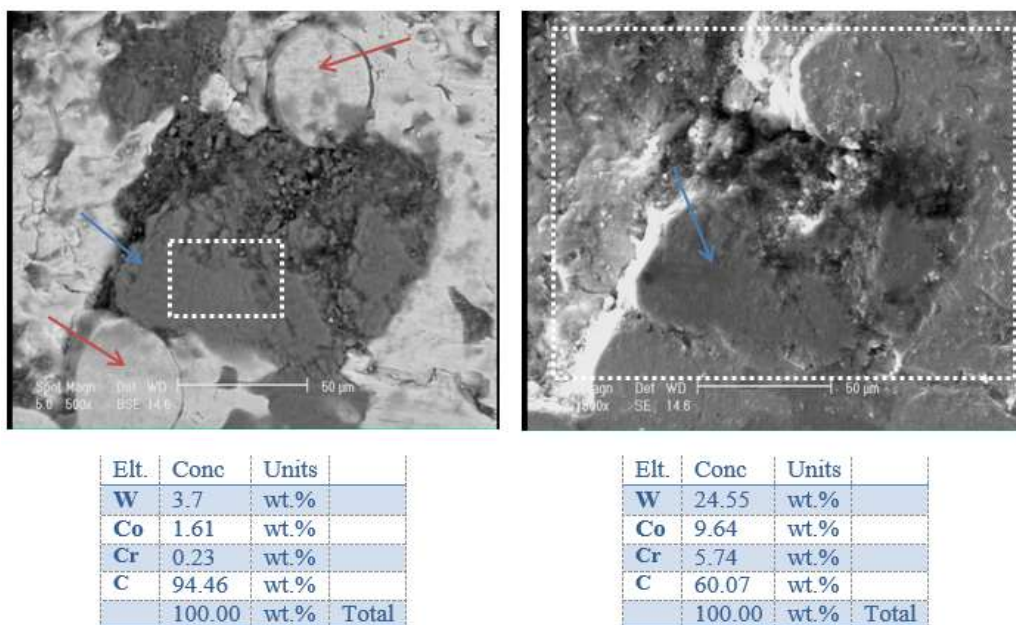 Spot Magn Det WD 50 µm
5.0 500x BSE 14.6
Magn Det WD 50 µm
SE 14.6
Elt. Conc Units
W 3.7 wt.%
Co 1.61 wt.%
Cr 0.23 wt.%
C 94.46 wt.%
100.00 wt.% Total
Elt. Conc Units
W 24.55 wt.%
Co 9.64 wt.%
Cr 5.74 wt.%
C 60.07 wt.%
100.00 wt.% Total